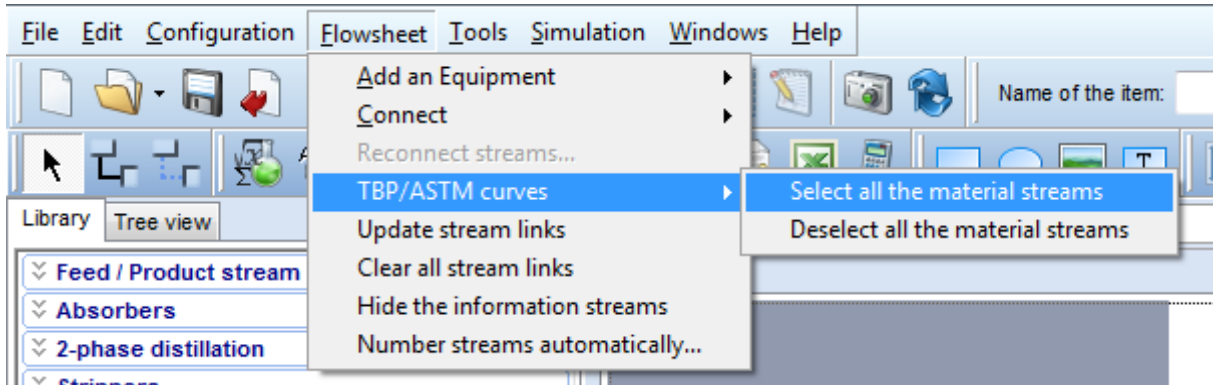 File Edit Configuration Flowsheet Tools Simulation Windows Help
Name of the item:
Add an Equipment
Connect
Reconnect streams...
TBP/ASTM curves
Update stream links
Clear all stream links
Hide the information streams
Number streams automatically...
Select all the material streams
Deselect all the material streams
Library Tree view
Feed / Product stream
Absorbers
2-phase distillation
Strippers